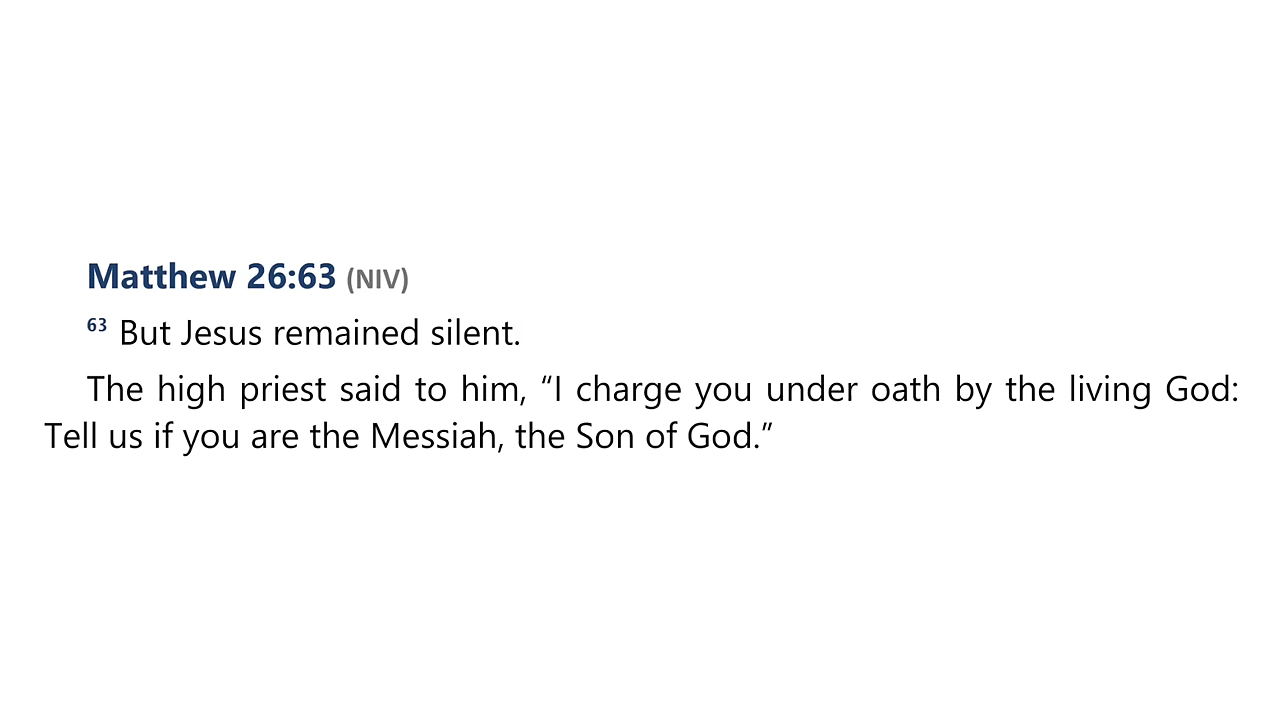 Matthew 26:63 (NIV)
63 But Jesus remained silent.
The high priest said to him, “I charge you under oath by the living God:
Tell us if you are the Messiah, the Son of God.”